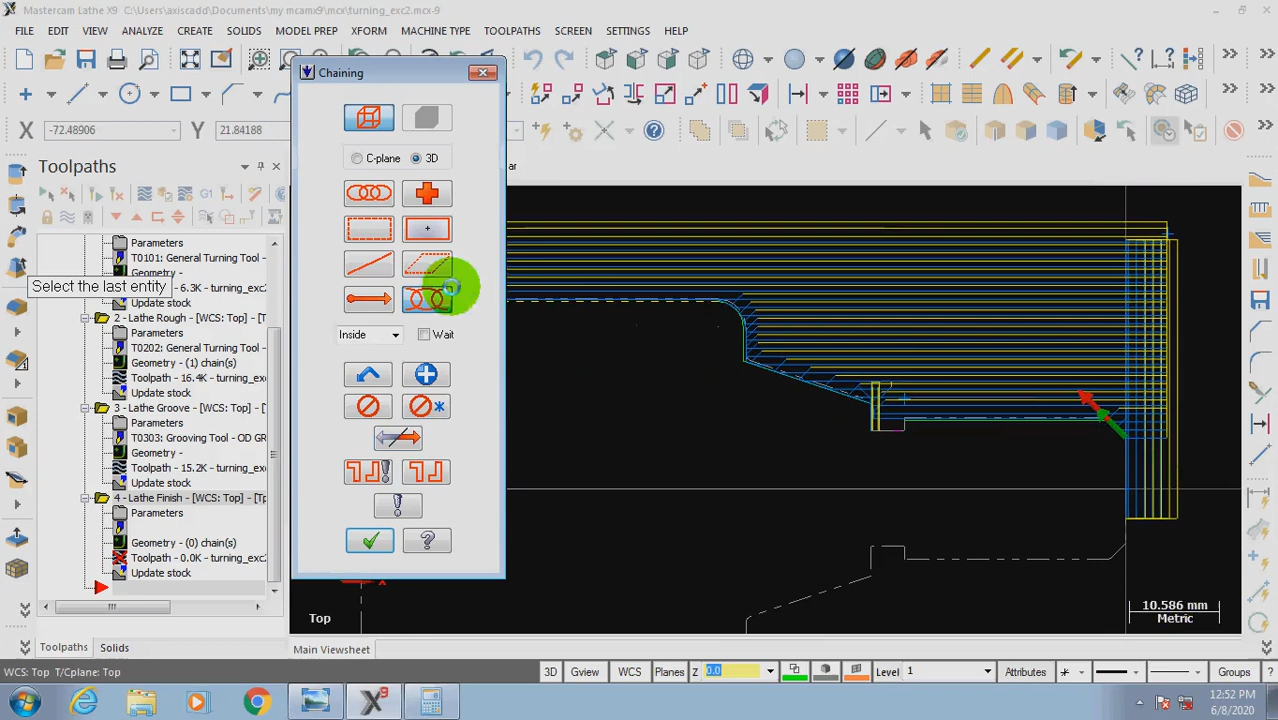 Mastercam Lathe X9 C:\users\axiscadd\Documents\my mcamx9\mcx\turning_exc2.mcx-9
FILE EDIT VIEW ANALYZE CREATE SOLIDS MODEL PREP XFORM MACHINE TYPE TOOLPATHS SCREEN SETTINGS HELP
X -72.48906 Y 21.84188
Toolpaths
Chaining
C-plane 3D
Inside Wait
G1
Parameters
T0101: General Turning Tool -
Geometry -
Select the last entity
- 6.3K - turning_exc2
Update stock
2 - Lathe Rough - [WCS: Top] - [T
Parameters
T0202: General Turning Tool -
Geometry - (1) chain(s)
Toolpath - 16.4K - turning_exc
Update stock
3 - Lathe Groove - [WCS: Top] -
Parameters
T0303: Grooving Tool - OD GR
Geometry -
Toolpath - 15.2K - turning_exc
Update stock
4 - Lathe Finish - [WCS: Top] - [Tp
Parameters
Geometry - (0) chain(s)
Toolpath - 0.0K - turning_exc2
Update stock
Top
10.586 mm
Metric
Toolpaths Solids
Main Viewsheet
WCS: Top T/Cplane: Top
3D Gview WCS Planes Z 0.0 Level 1 Attributes Groups ?
12:52 PM
6/8/2020